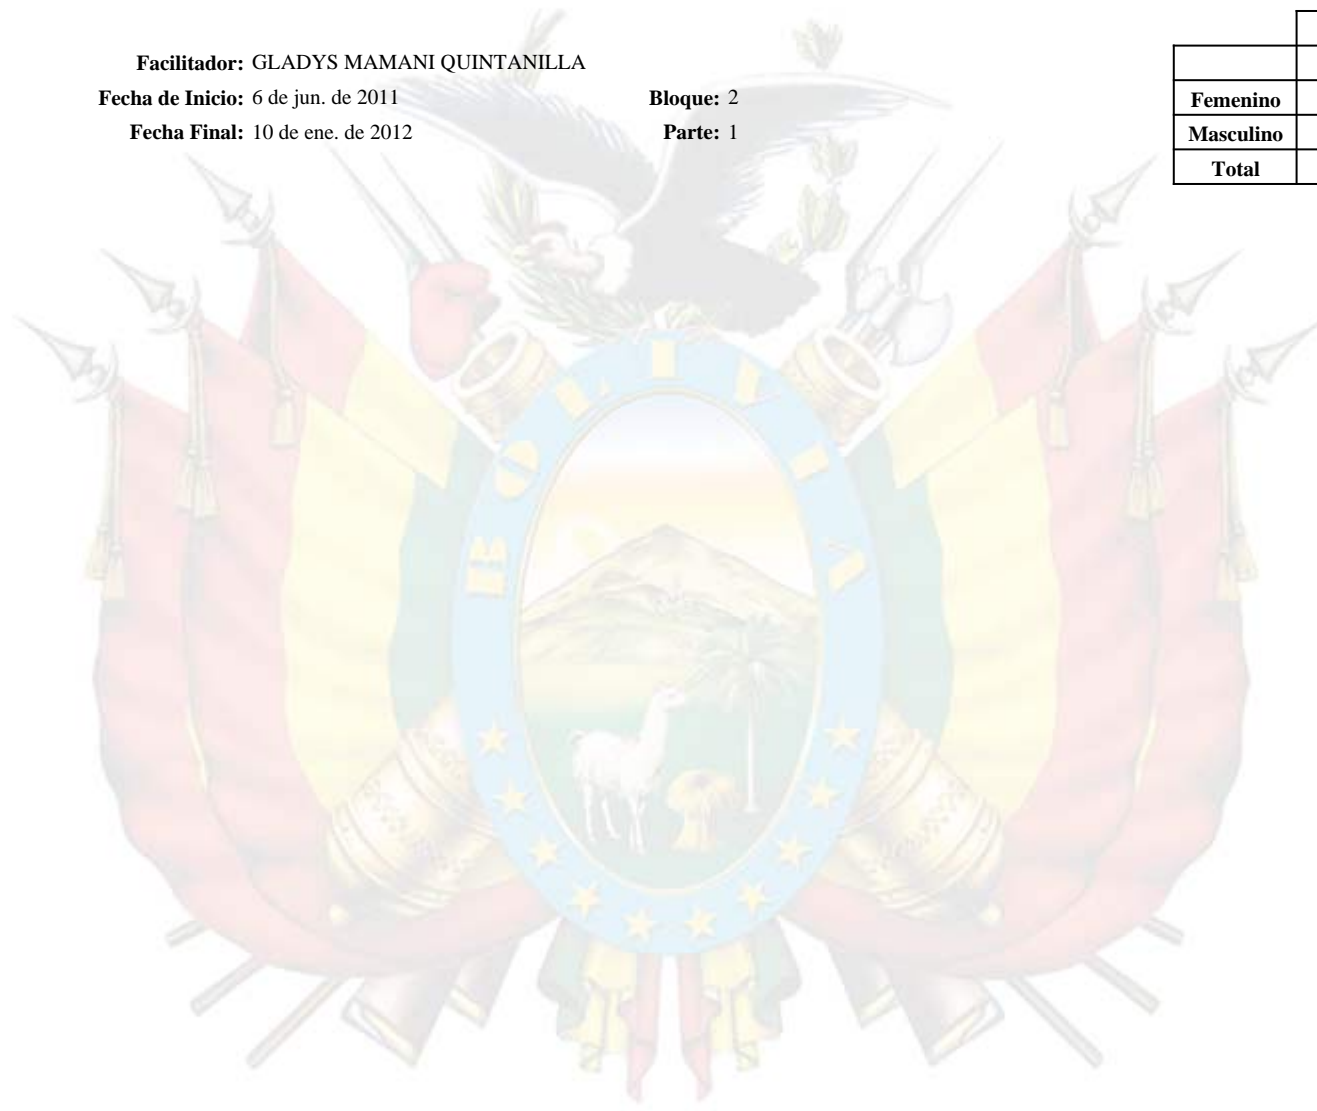 Facilitador: GLADYS MAMANI QUINTANILLA
Fecha de Inicio: 6 de jun. de 2011 Bloque: 2
Fecha Final: 10 de ene. de 2012 Parte: 1
Femenino
Masculino
Total
BOLIVIA